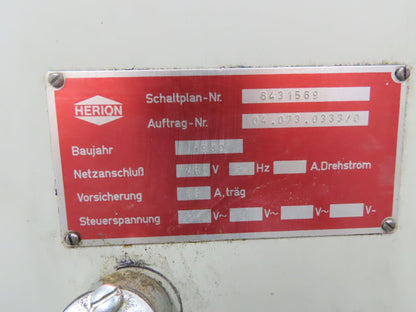 HERION
Schaltplan-Nr. 6431569
Auftrag-Nr. 04.073.0333/0
Baujahr
Netzanschluß V Hz A, Drehstrom
Vorsicherung A, träg
Steuerspannung V~ V~ V~ V-